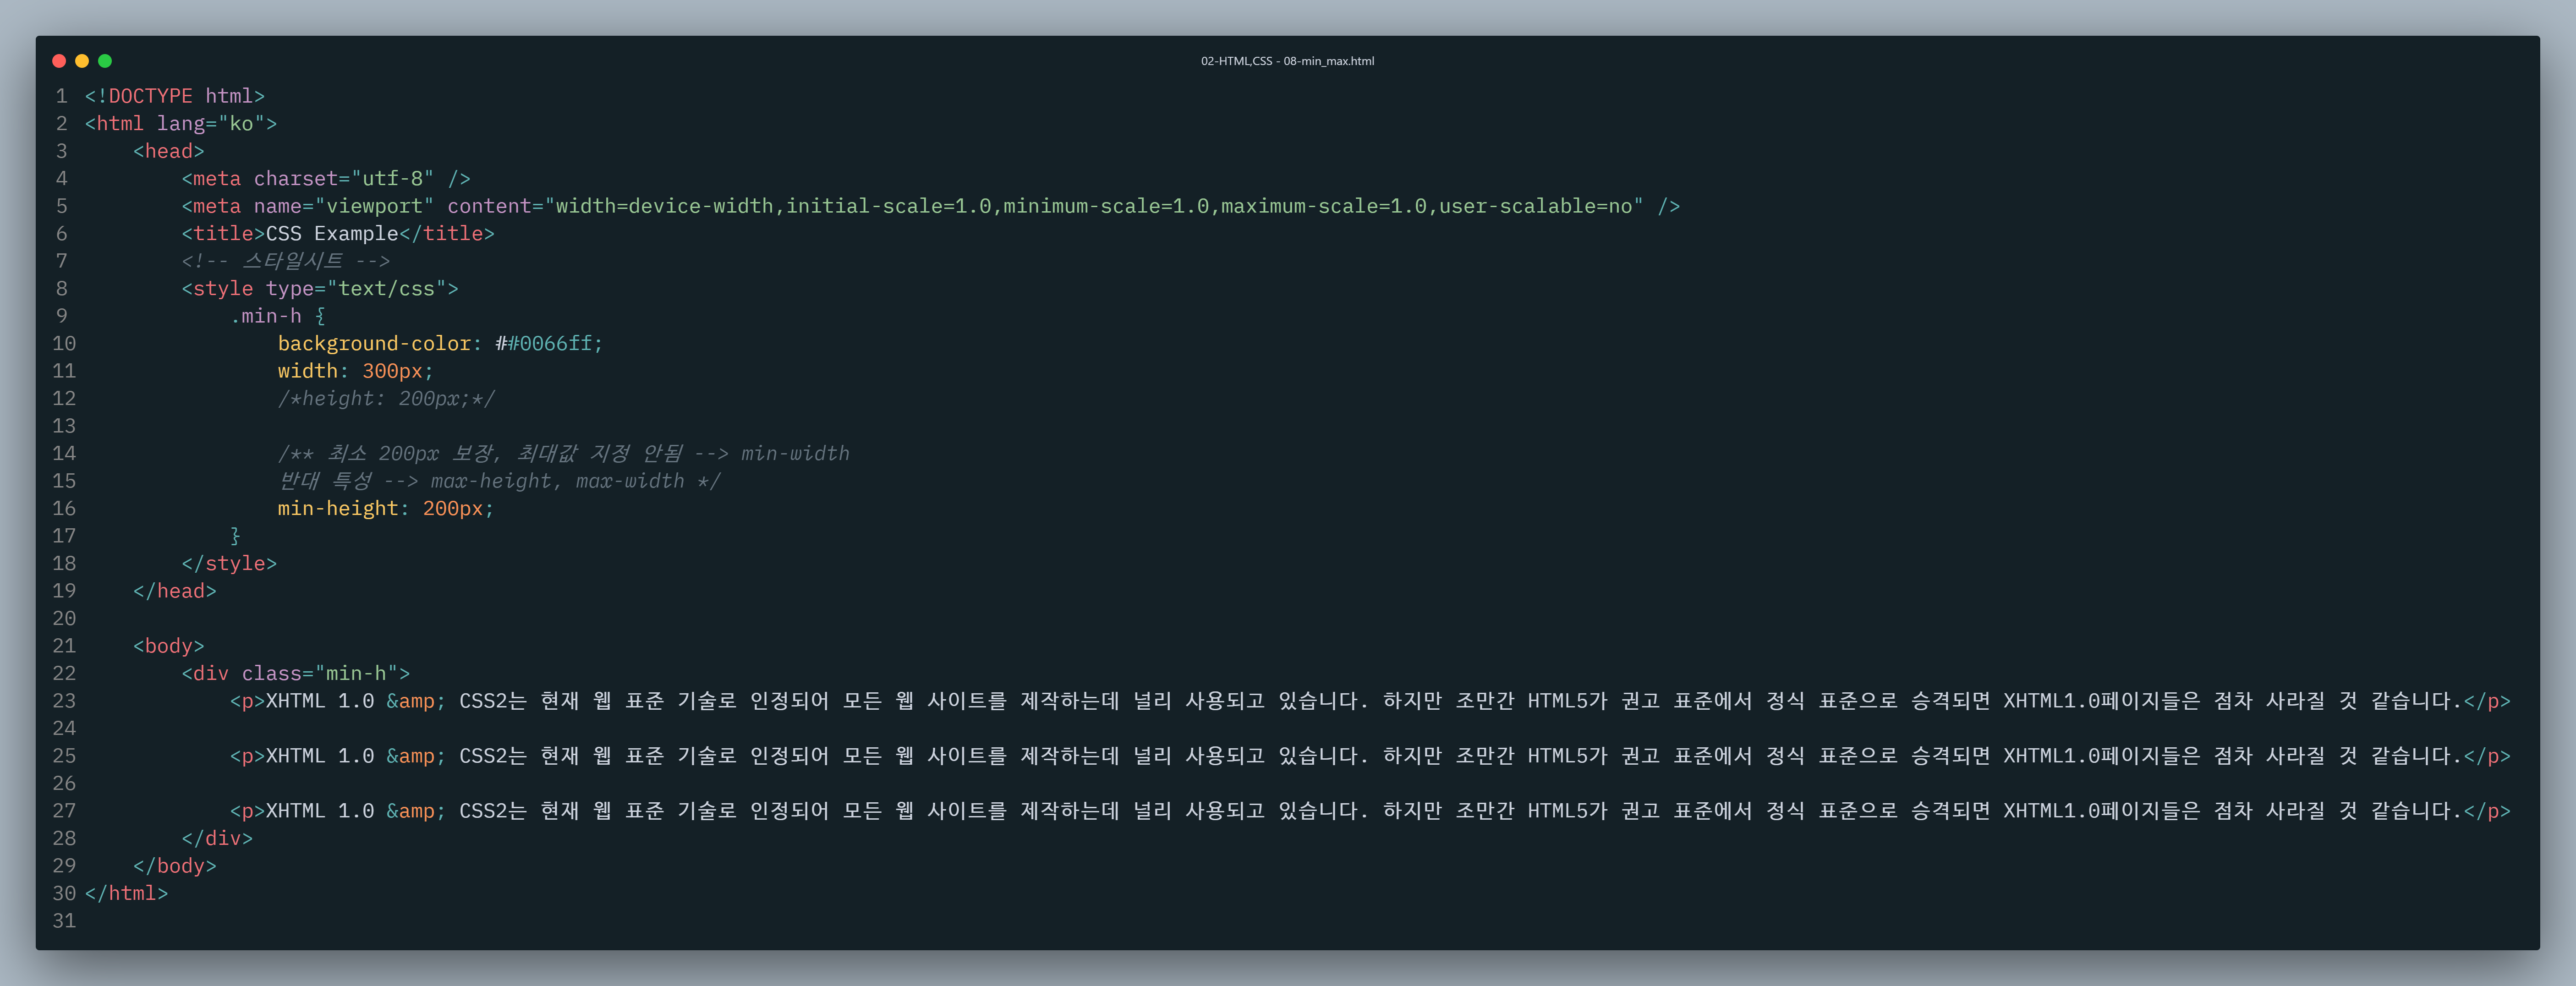 02-HTML,CSS - 08-min_max.html
1 <!DOCTYPE html>
2 <html lang="ko">
3     <head>
4         <meta charset="utf-8" />
5         <meta name="viewport" content="width=device-width,initial-scale=1.0,minimum-scale=1.0,maximum-scale=1.0,user-scalable=no" />
6         <title>CSS Example</title>
7         <!-- 스타일시트 -->
8         <style type="text/css">
9             .min-h {
10                 background-color: ##0066ff;
11                 width: 300px;
12                 /*height: 200px;*/
13
14                 /** 최소 200px 보장, 최대값 지정 안됨 --> min-width
15                 반대 특성 --> max-height, max-width */
16                 min-height: 200px;
17             }
18         </style>
19     </head>
20
21     <body>
22         <div class="min-h">
23             <p>XHTML 1.0 &amp; CSS2는 현재 웹 표준 기술로 인정되어 모든 웹 사이트를 제작하는데 널리 사용되고 있습니다. 하지만 조만간 HTML5가 권고 표준에서 정식 표준으로 승격되면 XHTML1.0페이지들은 점차 사라질 것 같습니다.</p>
24
25             <p>XHTML 1.0 &amp; CSS2는 현재 웹 표준 기술로 인정되어 모든 웹 사이트를 제작하는데 널리 사용되고 있습니다. 하지만 조만간 HTML5가 권고 표준에서 정식 표준으로 승격되면 XHTML1.0페이지들은 점차 사라질 것 같습니다.</p>
26
27             <p>XHTML 1.0 &amp; CSS2는 현재 웹 표준 기술로 인정되어 모든 웹 사이트를 제작하는데 널리 사용되고 있습니다. 하지만 조만간 HTML5가 권고 표준에서 정식 표준으로 승격되면 XHTML1.0페이지들은 점차 사라질 것 같습니다.</p>
28         </div>
29     </body>
30 </html>
31